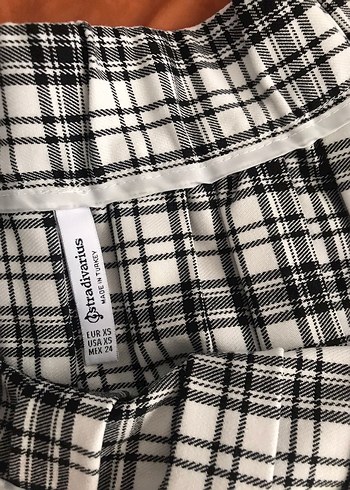 stradivarius
MADE IN TURKEY
EUR XS
USA XS
MEX 24